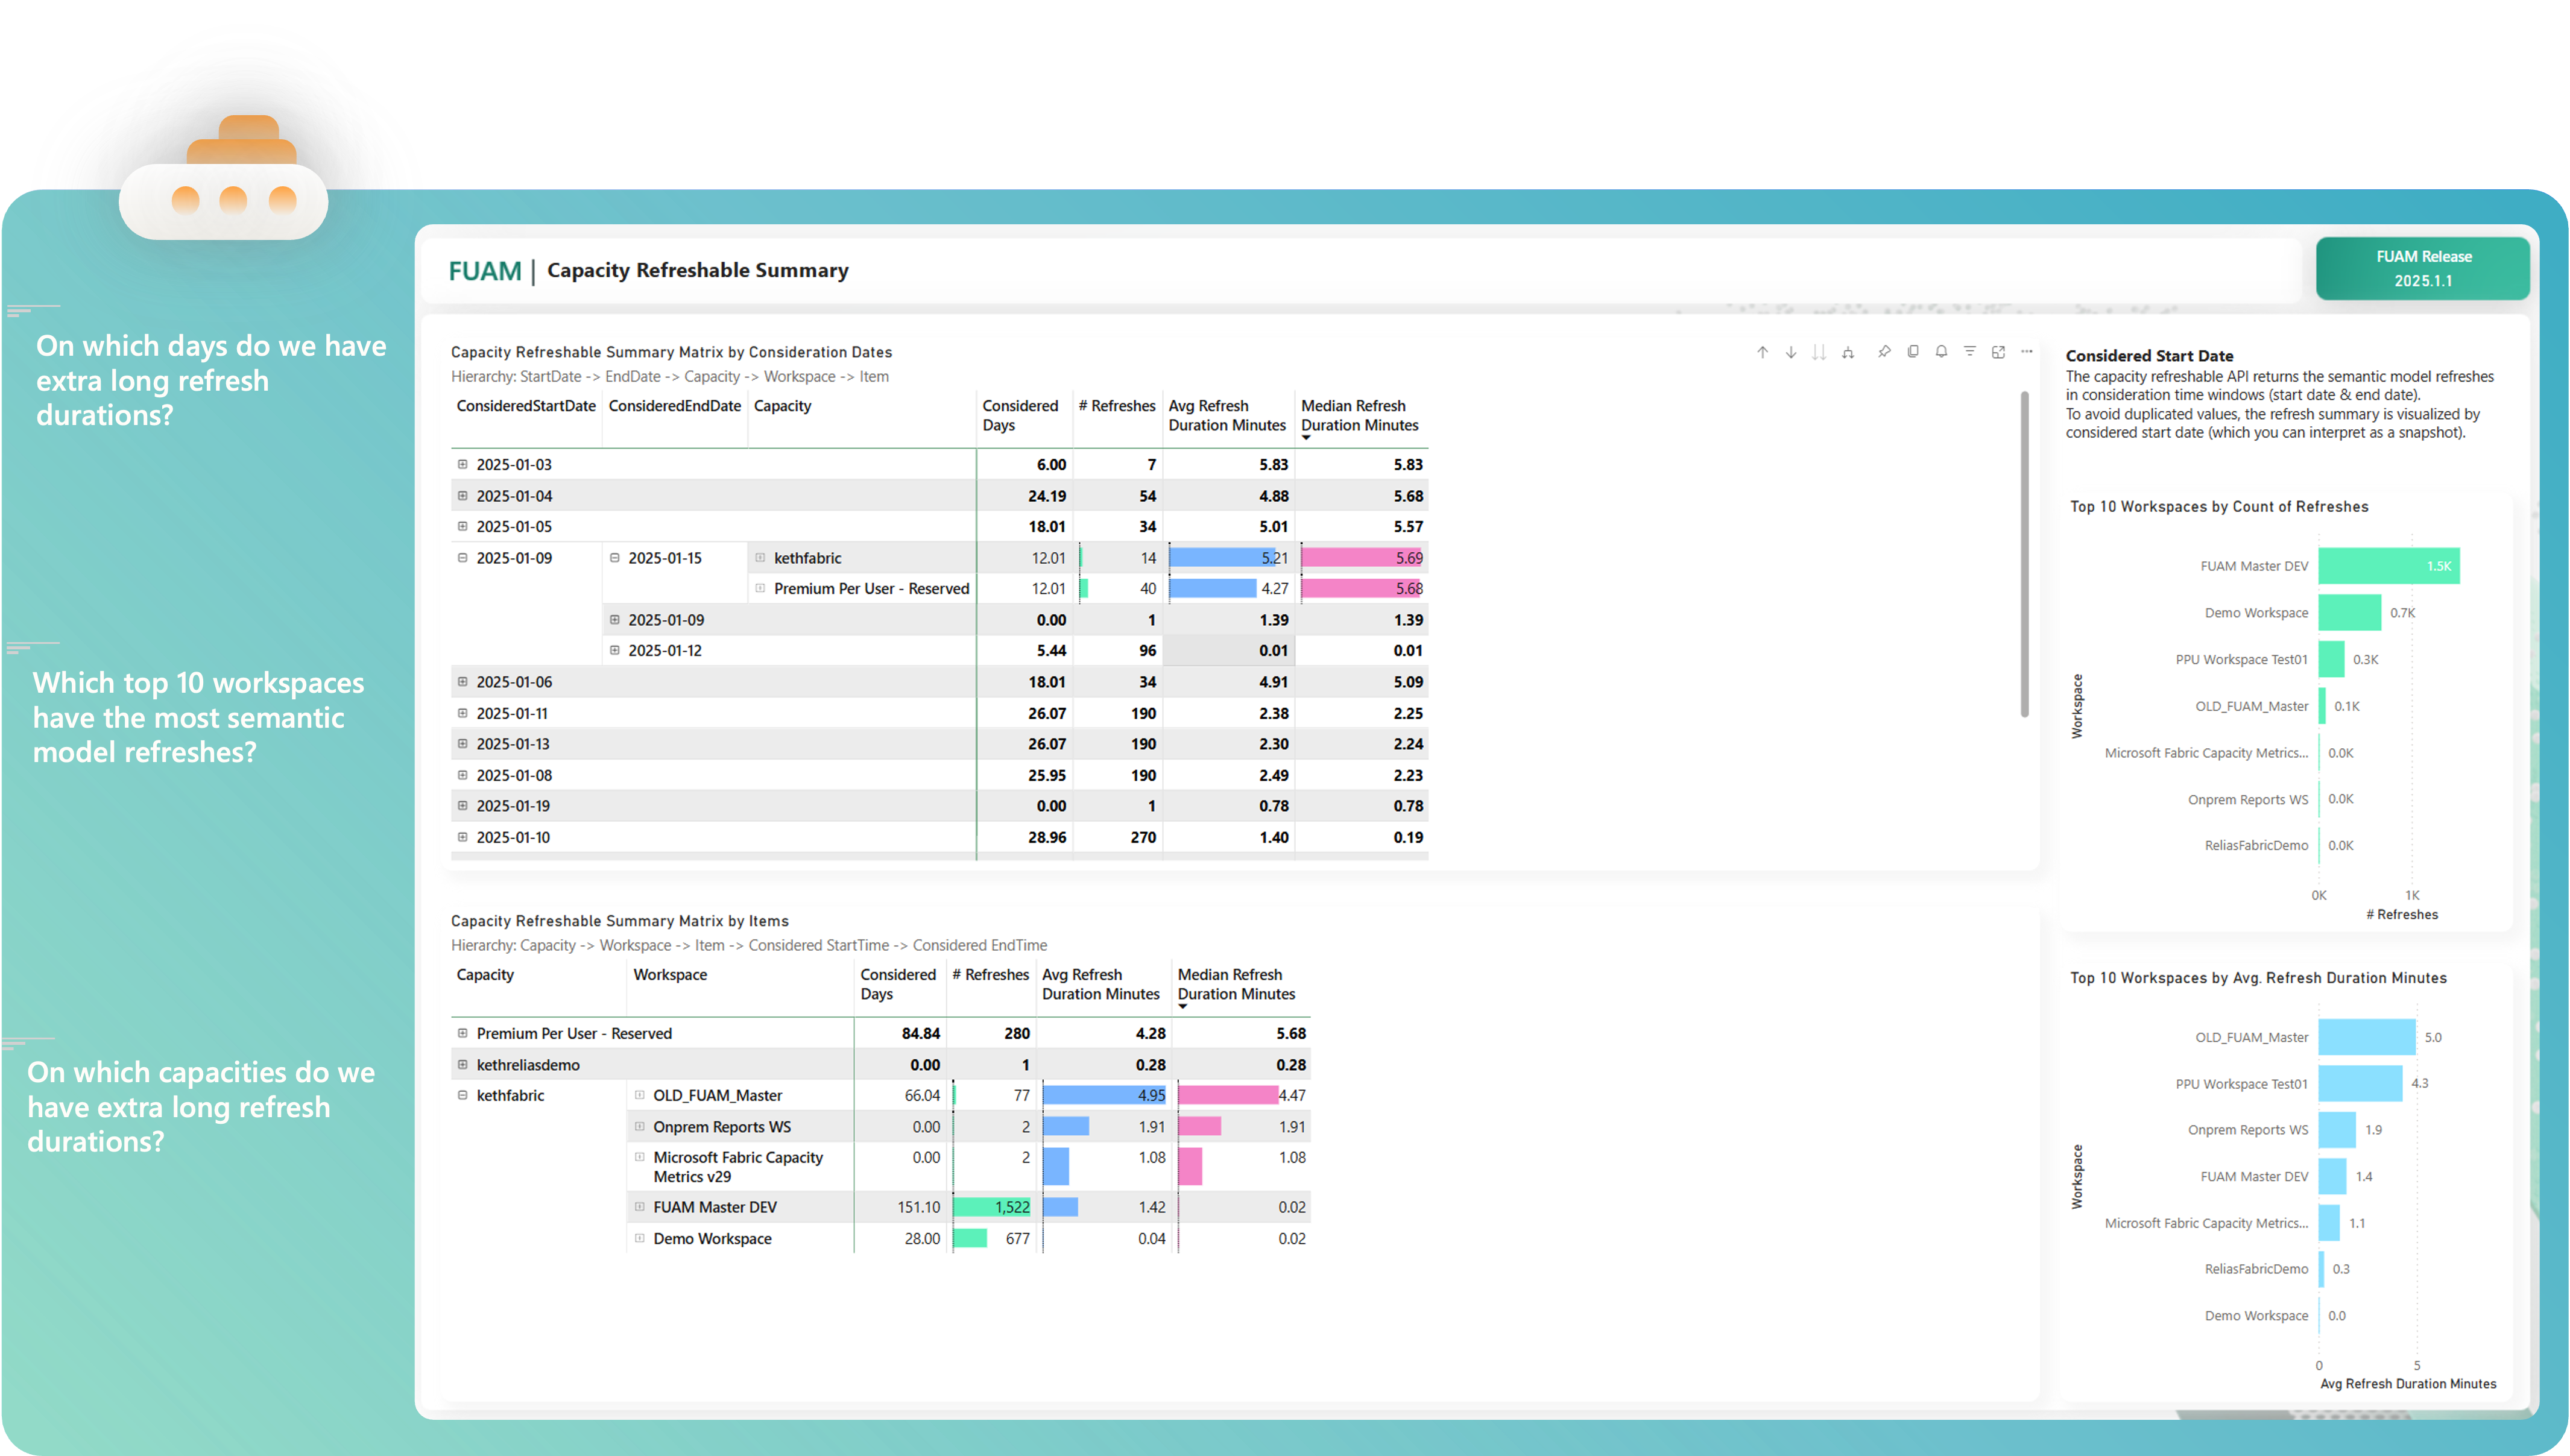 On which days do we have
extra long refresh
durations?
Which top 10 workspaces
have the most semantic
model refreshes?
On which capacities do we
have extra long refresh
durations?
FUAM | Capacity Refreshable Summary
FUAM Release
2025.1.1
Capacity Refreshable Summary Matrix by Consideration Dates
Hierarchy: StartDate -> EndDate -> Capacity -> Workspace -> Item
ConsideredStartDate ConsideredEndDate Capacity Considered # Refreshes Avg Refresh Median Refresh
Days Duration Minutes Duration Minutes
2025-01-03 6.00 7 5.83 5.83
2025-01-04 24.19 54 4.88 5.68
2025-01-05 18.01 34 5.01 5.57
2025-01-09 2025-01-15 kethfabric 12.01 14 5.21 5.69
Premium Per User - Reserved 12.01 40 4.27 5.68
2025-01-09 0.00 1 1.39 1.39
2025-01-12 5.44 96 0.01 0.01
2025-01-06 18.01 34 4.91 5.09
2025-01-11 26.07 190 2.38 2.25
2025-01-13 26.07 190 2.30 2.24
2025-01-08 25.95 190 2.49 2.23
2025-01-19 0.00 1 0.78 0.78
2025-01-10 28.96 270 1.40 0.19
Capacity Refreshable Summary Matrix by Items
Hierarchy: Capacity -> Workspace -> Item -> Considered StartTime -> Considered EndTime
Capacity Workspace Considered # Refreshes Avg Refresh Median Refresh
Days Duration Minutes Duration Minutes
Premium Per User - Reserved 84.84 280 4.28 5.68
kethreliasdemo 0.00 1 0.28 0.28
kethfabric OLD_FUAM_Master 66.04 77 4.95 4.47
Onprem Reports WS 0.00 2 1.91 1.91
Microsoft Fabric Capacity 0.00 2 1.08 1.08
Metrics v29
FUAM Master DEV 151.10 1,522 1.42 0.02
Demo Workspace 28.00 677 0.04 0.02
Considered Start Date
The capacity refreshable API returns the semantic model refreshes
in consideration time windows (start date & end date).
To avoid duplicated values, the refresh summary is visualized by
considered start date (which you can interpret as a snapshot).
Top 10 Workspaces by Count of Refreshes
Workspace
FUAM Master DEV 1.5K
Demo Workspace 0.7K
PPU Workspace Test01 0.3K
OLD_FUAM_Master 0.1K
Microsoft Fabric Capacity Metrics... 0.0K
Onprem Reports WS 0.0K
ReliasFabricDemo 0.0K
0K 1K
# Refreshes
Top 10 Workspaces by Avg. Refresh Duration Minutes
Workspace
OLD_FUAM_Master 5.0
PPU Workspace Test01 4.3
Onprem Reports WS 1.9
FUAM Master DEV 1.4
Microsoft Fabric Capacity Metrics... 1.1
ReliasFabricDemo 0.3
Demo Workspace 0.0
0 5
Avg Refresh Duration Minutes